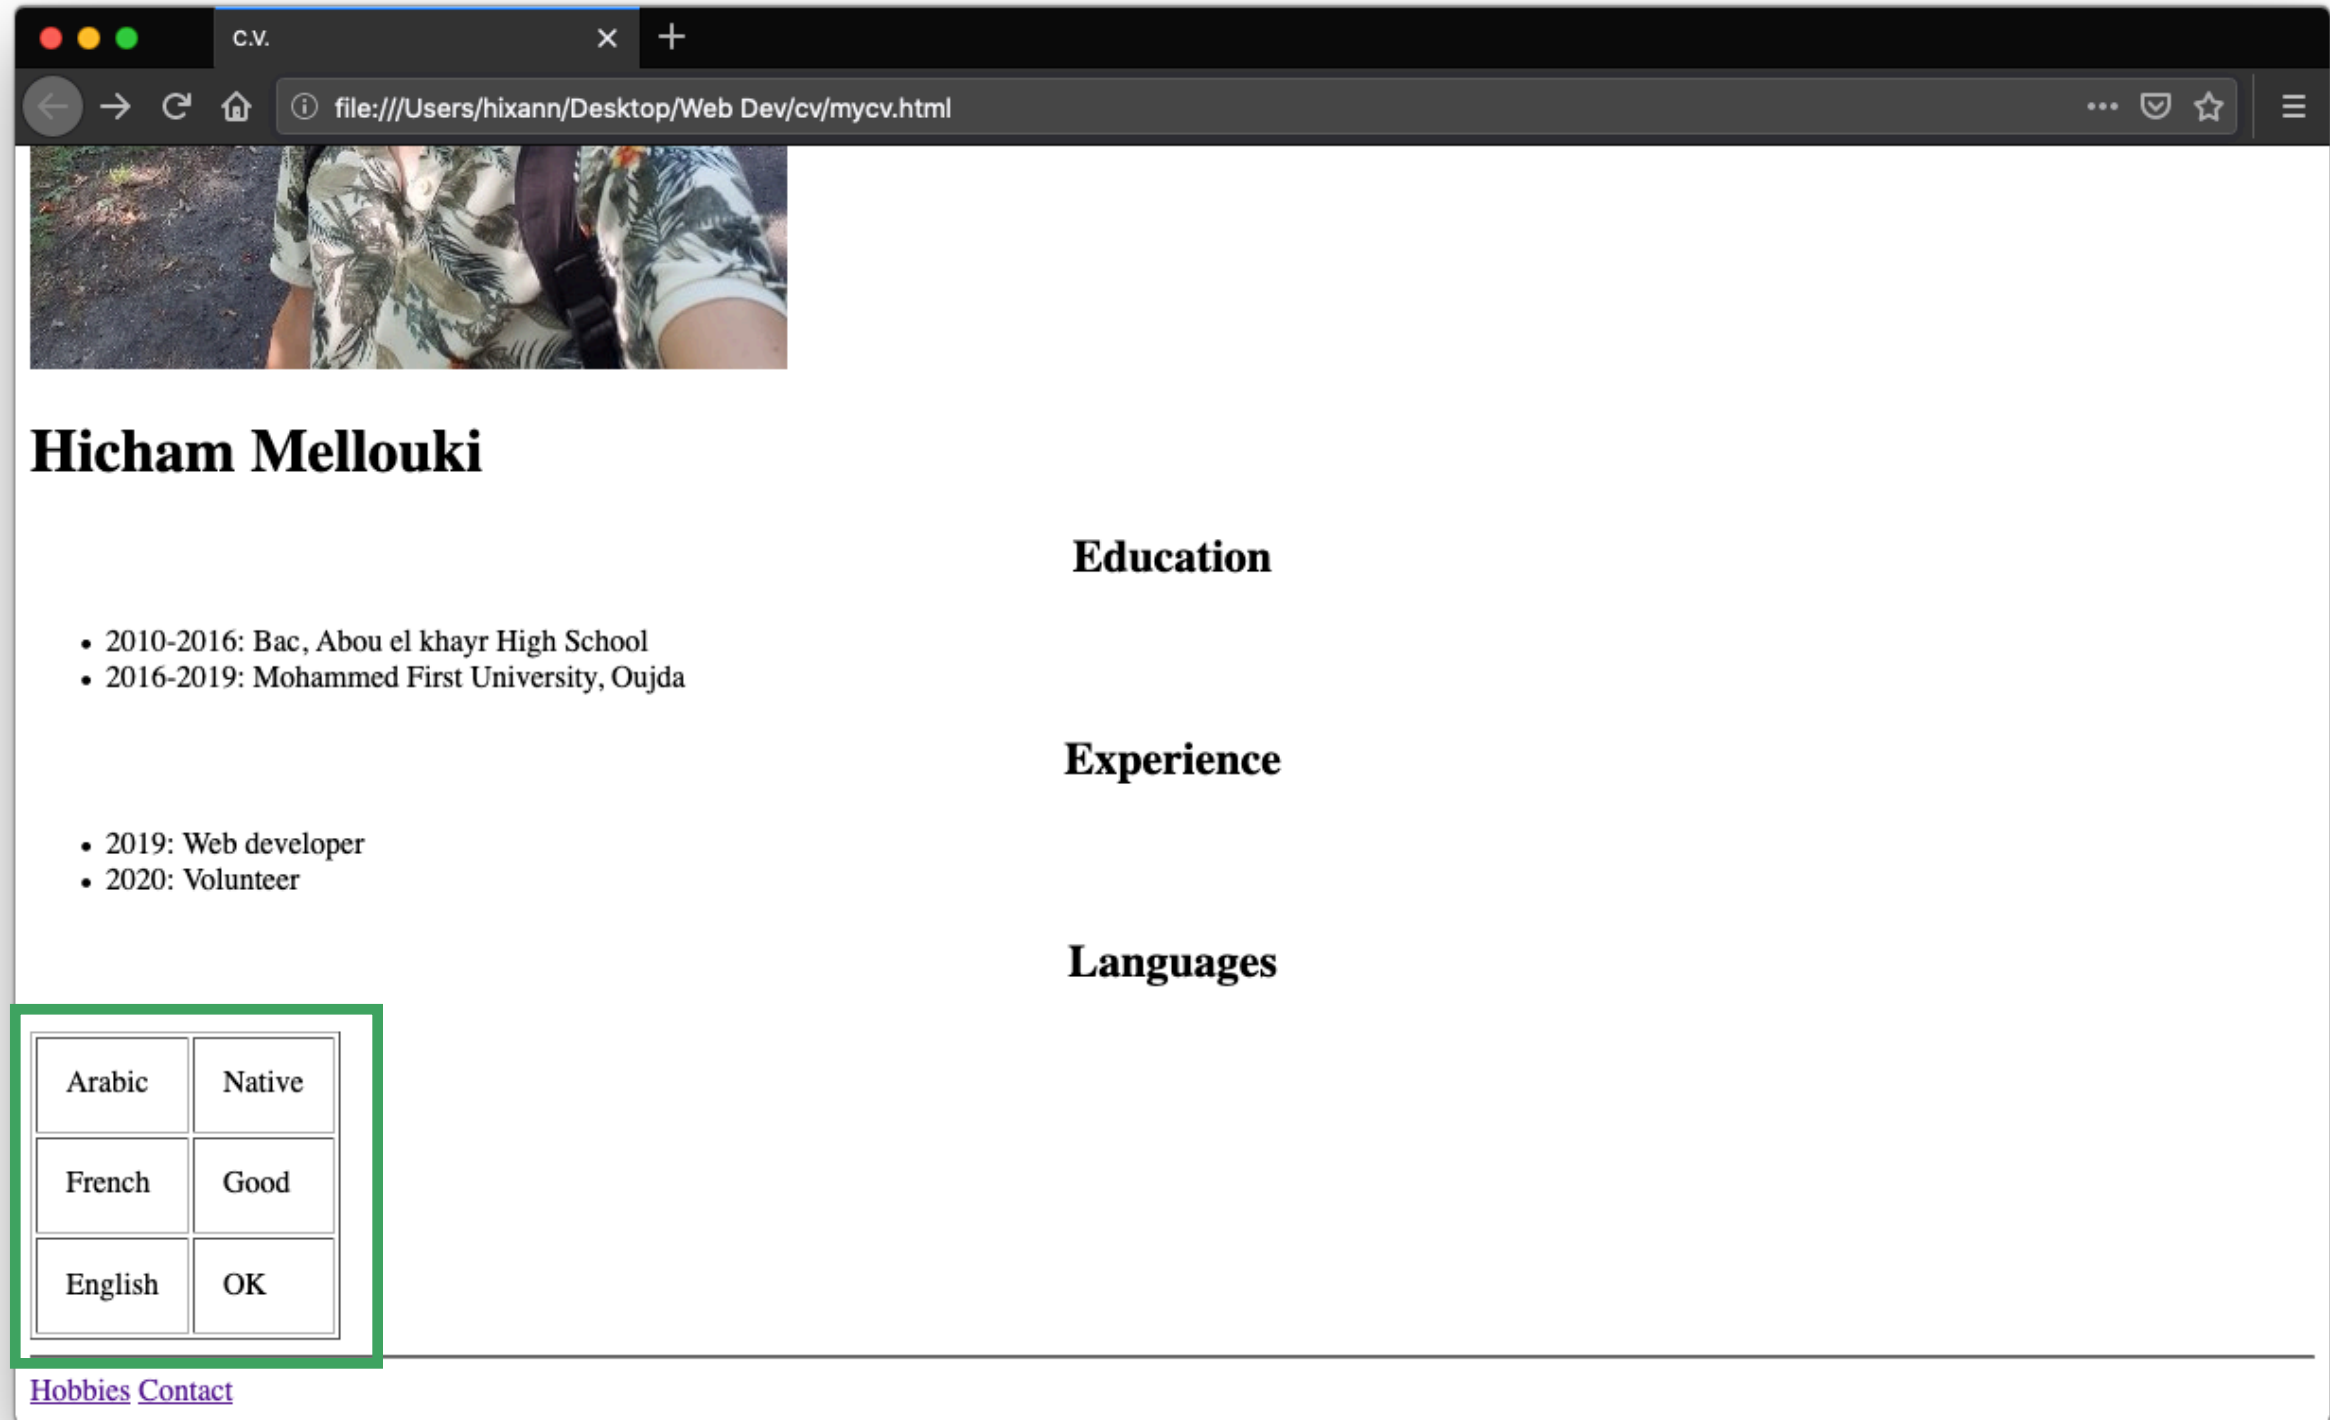 C.V.
file:///Users/hixann/Desktop/Web Dev/cv/mycv.html
Hicham Mellouki
Education
2010-2016: Bac, Abou el khayr High School
2016-2019: Mohammed First University, Oujda
Experience
2019: Web developer
2020: Volunteer
Languages
Arabic Native
French Good
English OK
Hobbies Contact